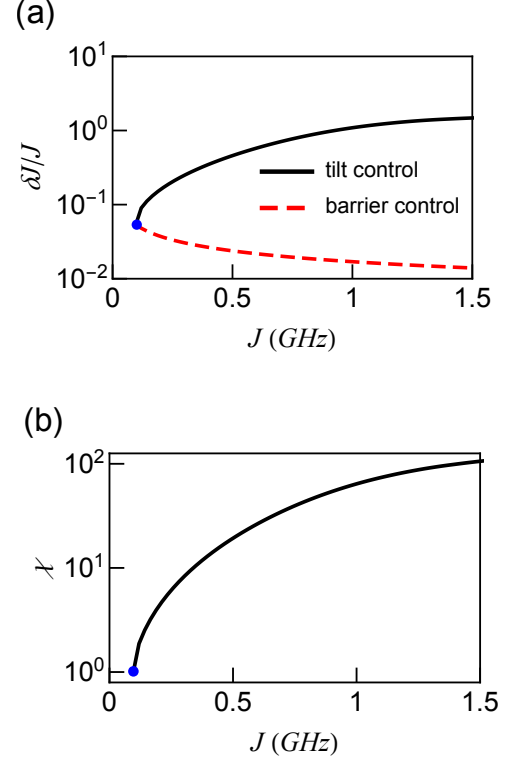 (a)
10¹
10⁰
10⁻¹
10⁻²
δJ/J
tilt control
barrier control
0 0.5 1 1.5
J (GHz)
(b)
10²
10¹
10⁰
χ
0 0.5 1 1.5
J (GHz)